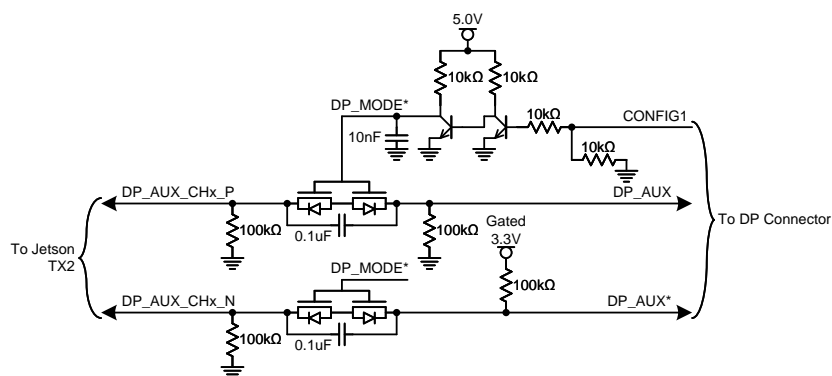 5.0V
10kΩ
10kΩ
DP_MODE*
10kΩ
CONFIG1
10nF
10kΩ
DP_AUX_CHx_P
DP_AUX
To DP Connector
100kΩ
0.1uF
100kΩ
Gated
3.3V
To Jetson
TX2
DP_MODE*
100kΩ
DP_AUX_CHx_N
DP_AUX*
100kΩ
0.1uF